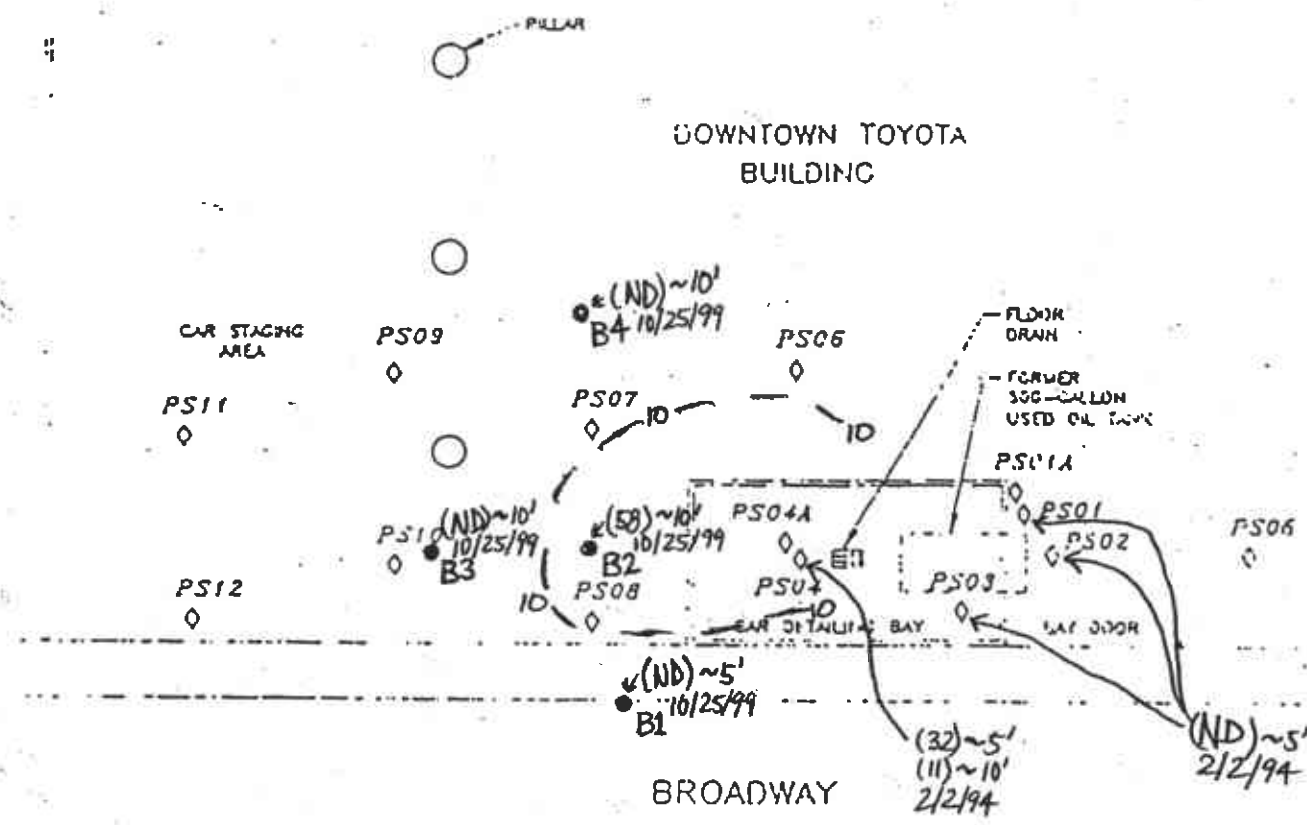 PILLAR
DOWNTOWN TOYOTA
BUILDING
(ND)~10'
B4 10/25/99
CAR STAGING
AREA
PS09
PS06
FLOOR
DRAIN
FORMER
USED OIL TANK
PS11
PS07
10
10
PS01A
PS01
PS04A
(ND)~10'
10/25/99
PS10
B3
(58)~10'
10/25/99
B2
PS02
PS06
PS12
10
PS08
PS04
10
PS03
CAR DETAILING BAY
BAY DOOR
(ND)~5'
B1 10/25/99
(32)~5'
(11)~10'
2/2/94
(ND)~5'
2/2/94
BROADWAY